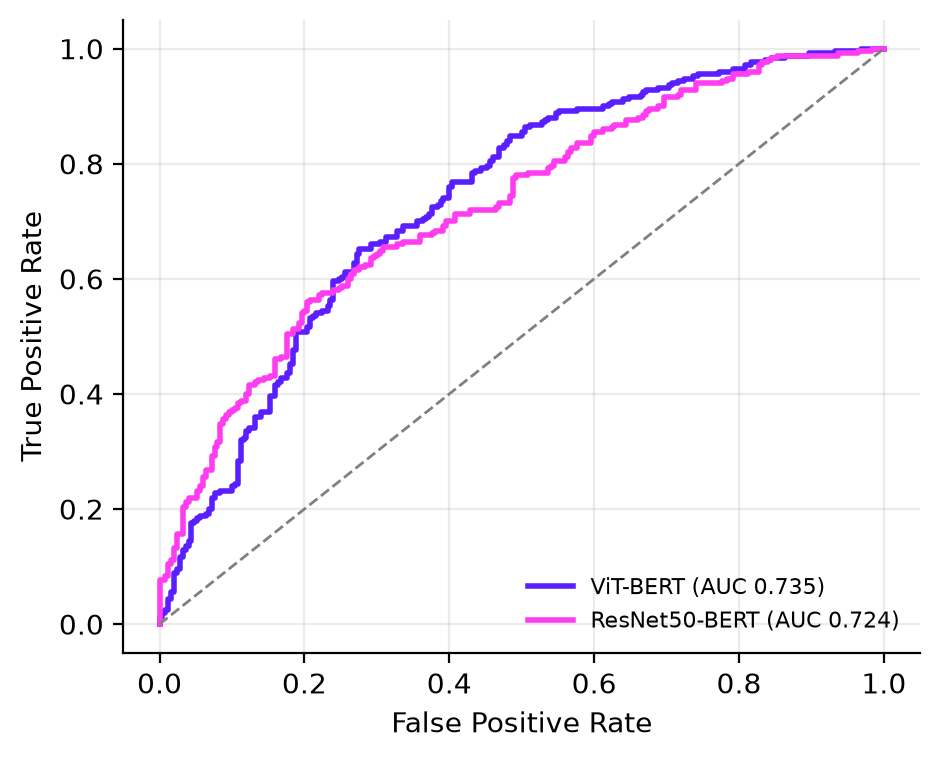 1.0
0.8
0.6
0.4
0.2
0.0
True Positive Rate
ViT-BERT (AUC 0.735)
ResNet50-BERT (AUC 0.724)
0.0 0.2 0.4 0.6 0.8 1.0
False Positive Rate